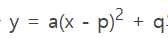 y = a(x - p)² + q